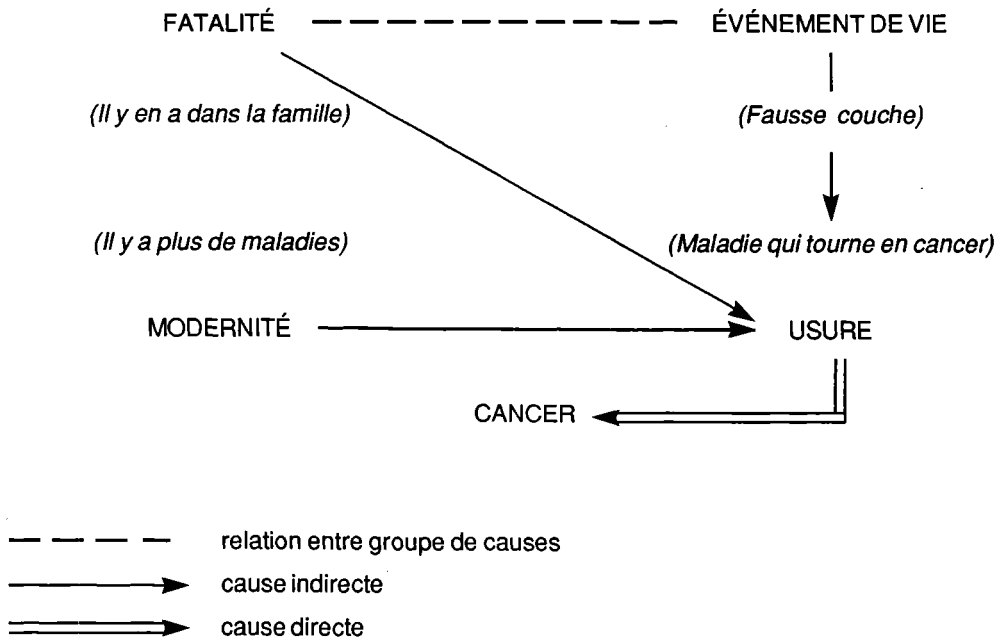 FATALITÉ
ÉVÉNEMENT DE VIE
(Il y en a dans la famille)
(Fausse couche)
(Il y a plus de maladies)
(Maladie qui tourne en cancer)
MODERNITÉ
USURE
CANCER
relation entre groupe de causes
cause indirecte
cause directe